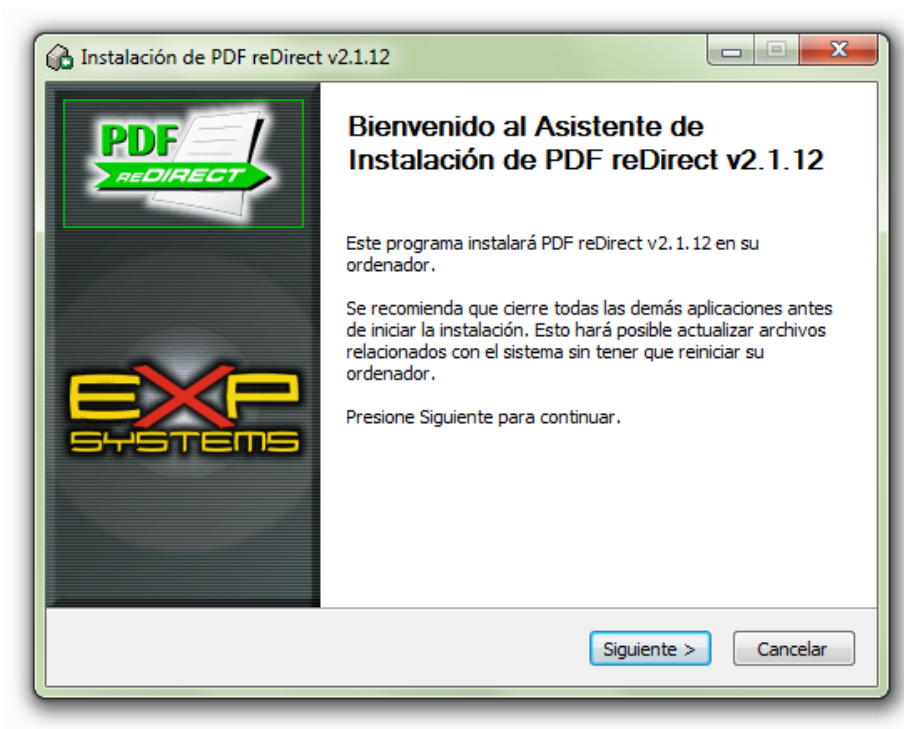 Instalación de PDF reDirect v2.1.12
PDF
REDIRECT
EXP
SYSTEMS
Bienvenido al Asistente de
Instalación de PDF reDirect v2.1.12
Este programa instalará PDF reDirect v2.1.12 en su
ordenador.
Se recomienda que cierre todas las demás aplicaciones antes
de iniciar la instalación. Esto hará posible actualizar archivos
relacionados con el sistema sin tener que reiniciar su
ordenador.
Presione Siguiente para continuar.
Siguiente >
Cancelar